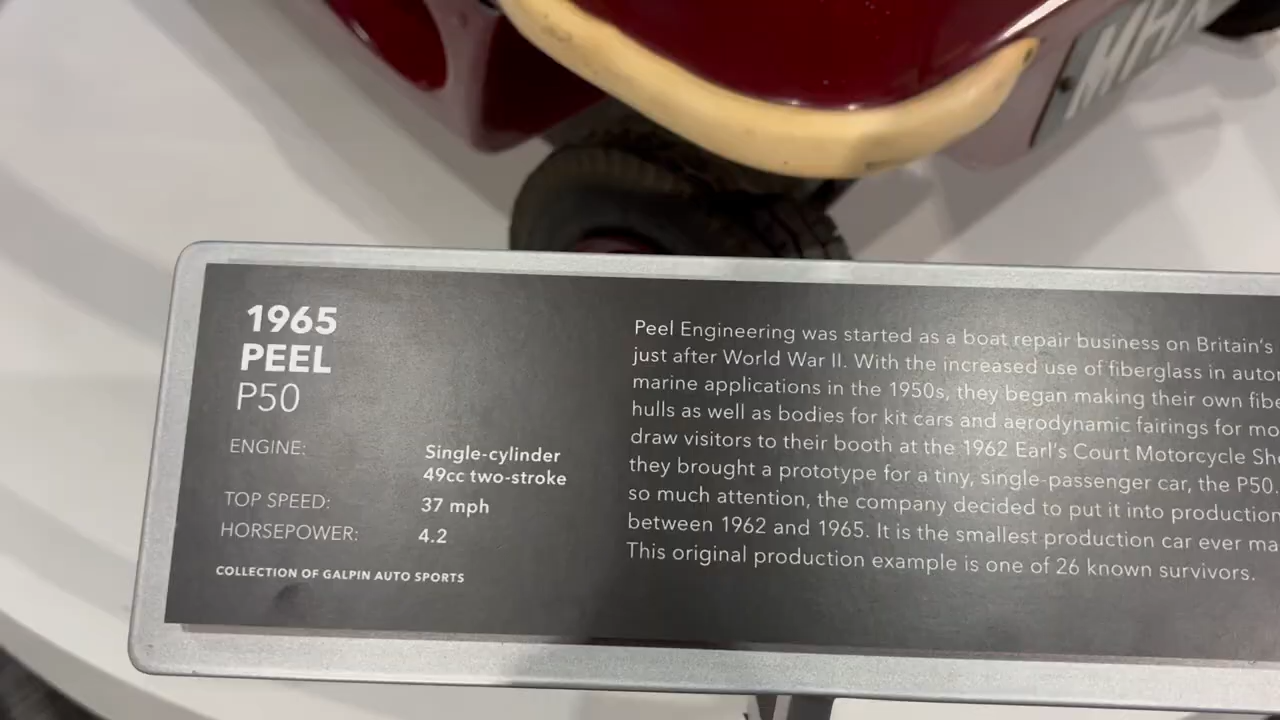 MHX
1965
PEEL
P50
ENGINE: Single-cylinder
49cc two-stroke
TOP SPEED: 37 mph
HORSEPOWER: 4.2
COLLECTION OF GALPIN AUTO SPORTS
Peel Engineering was started as a boat repair business on Britain's
just after World War II. With the increased use of fiberglass in
marine applications in the 1950s, they began making their own
hulls as well as bodies for kit cars and aerodynamic fairings for
draw visitors to their booth at the 1962 Earl's Court Motorcycle
they brought a prototype for a tiny, single-passenger car, the P50.
so much attention, the company decided to put it into production
between 1962 and 1965. It is the smallest production car ever
This original production example is one of 26 known survivors.